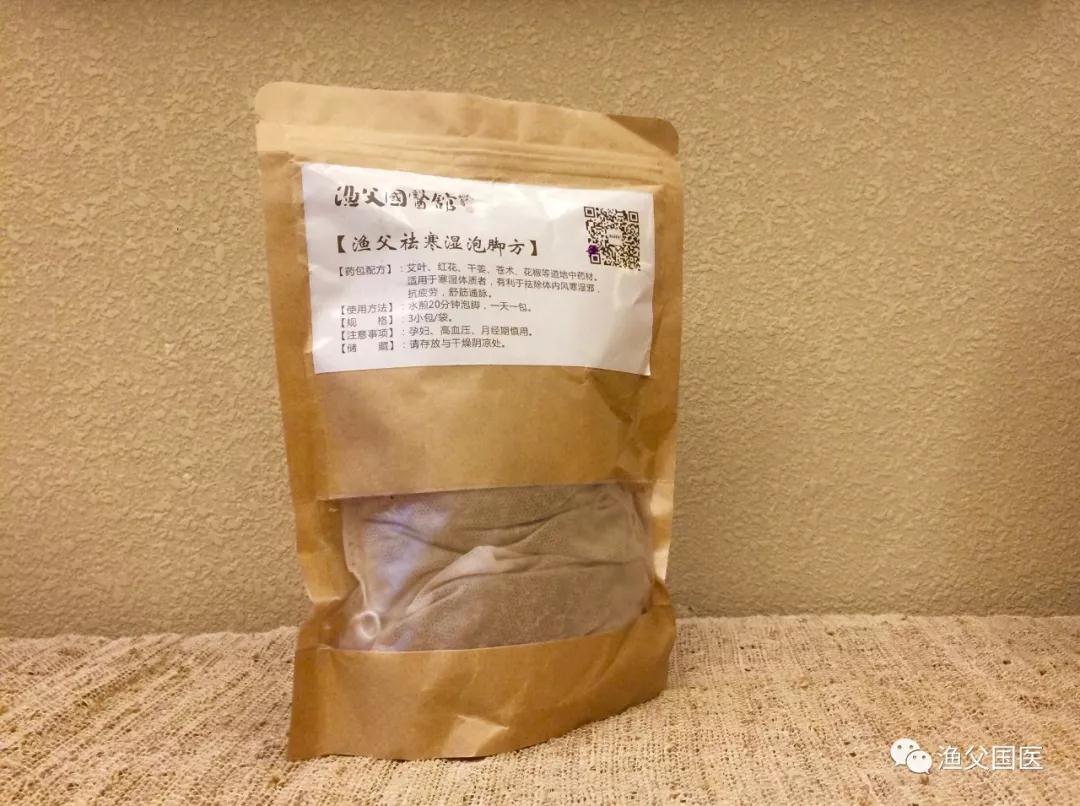 渔父國醫館
【渔父祛寒湿泡脚方】
【药包配方】：艾叶、红花、干姜、苍术、花椒等道地中药材。
适用于寒湿体质者，有利于祛除体内风寒湿邪，
抗疲劳，舒筋通脉。
【使用方法】：水煎20分钟泡脚，一天一包。
【规 格】：3小包/袋。
【注意事项】：孕妇、高血压、月经期慎用。
【储 藏】：请存放与干燥阴凉处。
渔父国医